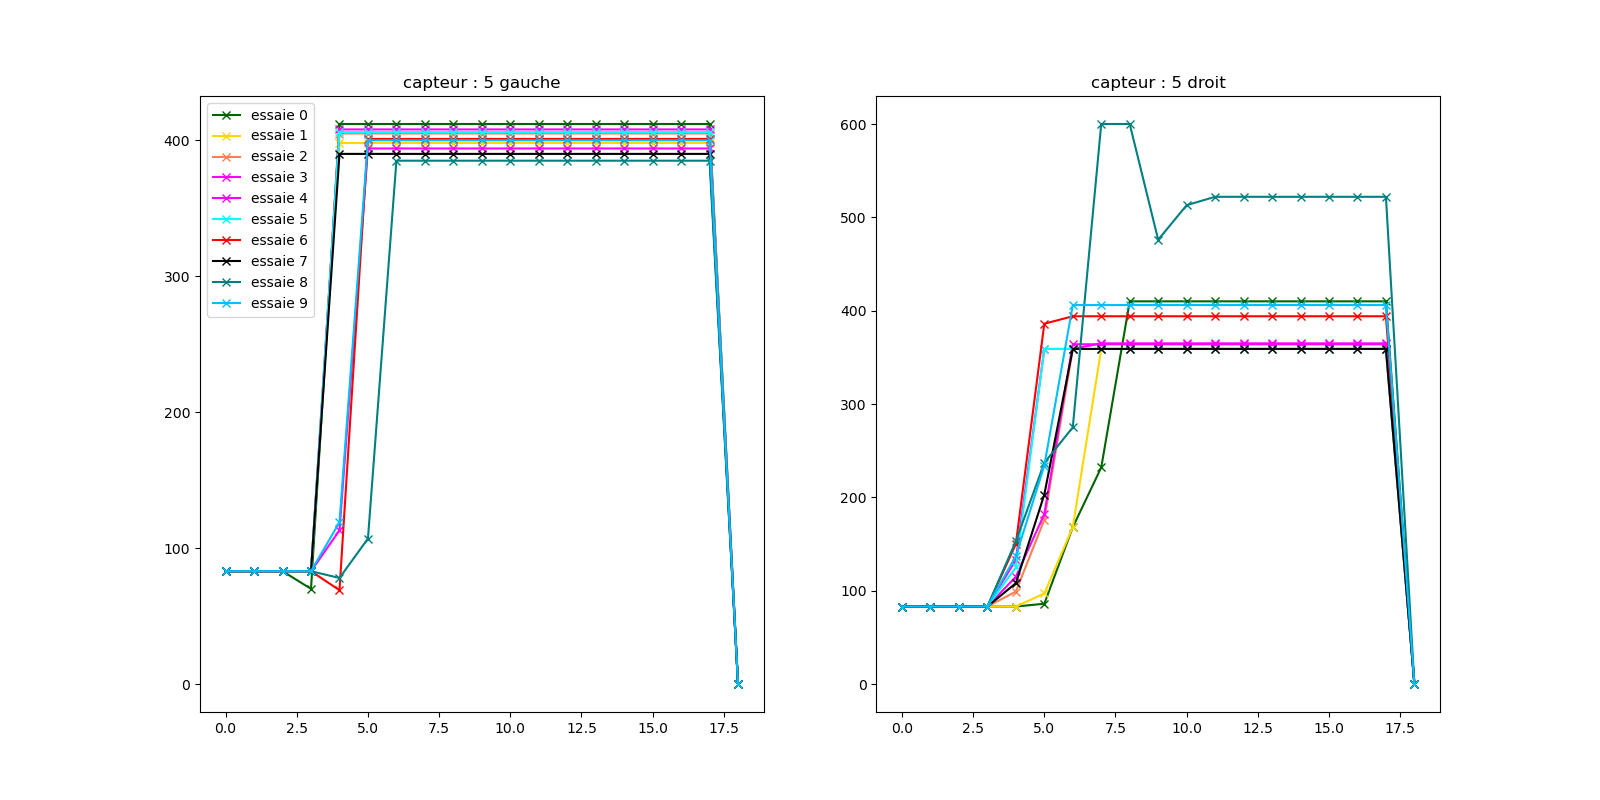 capteur : 5 gauche
400
300
200
100
0
0.0 2.5 5.0 7.5 10.0 12.5 15.0 17.5
essaie 0
essaie 1
essaie 2
essaie 3
essaie 4
essaie 5
essaie 6
essaie 7
essaie 8
essaie 9
capteur : 5 droit
600
500
400
300
200
100
0
0.0 2.5 5.0 7.5 10.0 12.5 15.0 17.5